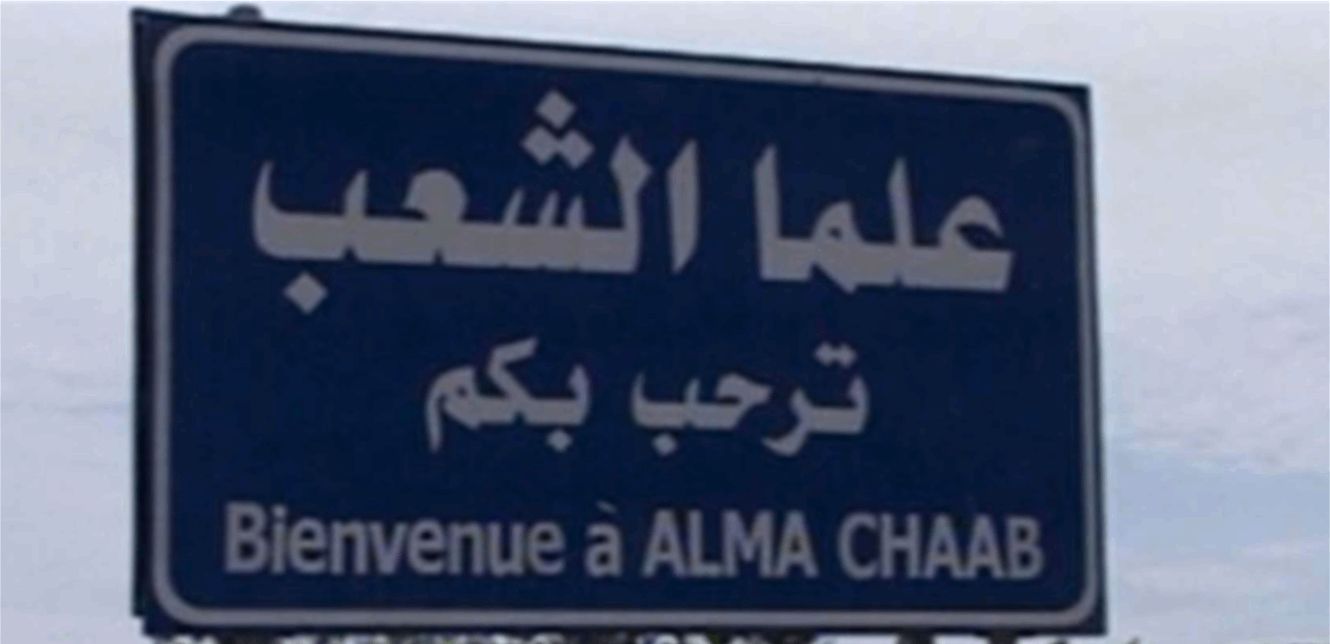 علما الشعب
ترحب بكم
Bienvenue à ALMA CHAAB